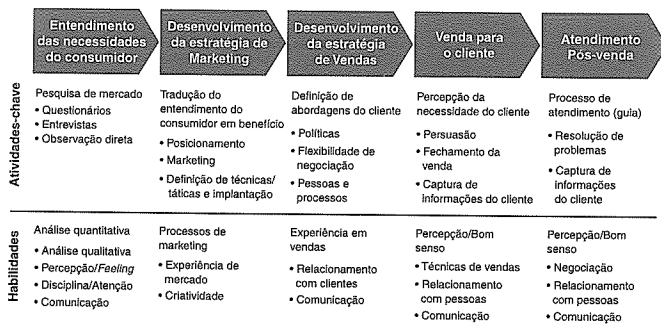 Entendimento
das necessidades
do consumidor
Desenvolvimento
da estratégia de
Marketing
Desenvolvimento
da estratégia
de Vendas
Venda para
o cliente
Atendimento
Pós-venda
Atividades-chave
Pesquisa de mercado
• Questionários
• Entrevistas
• Observação direta
Tradução do
entendimento do
consumidor em benefício
• Posicionamento
• Marketing
• Definição de técnicas/
táticas e implantação
Definição de
abordagens do cliente
• Políticas
• Flexibilidade de
negociação
• Pessoas e
processos
Percepção da
necessidade do cliente
• Persuasão
• Fechamento da
venda
• Captura de
informações do cliente
Processo de
atendimento (guia)
• Resolução de
problemas
• Captura de
informações
do cliente
Habilidades
Análise quantitativa
• Análise qualitativa
• Percepção/Feeling
• Disciplina/Atenção
• Comunicação
Processos de
marketing
• Experiência de
mercado
• Criatividade
Experiência em
vendas
• Relacionamento
com clientes
• Comunicação
Percepção/Bom
senso
• Técnicas de vendas
• Relacionamento
com pessoas
• Comunicação
Percepção/Bom
senso
• Negociação
• Relacionamento
com pessoas
• Comunicação